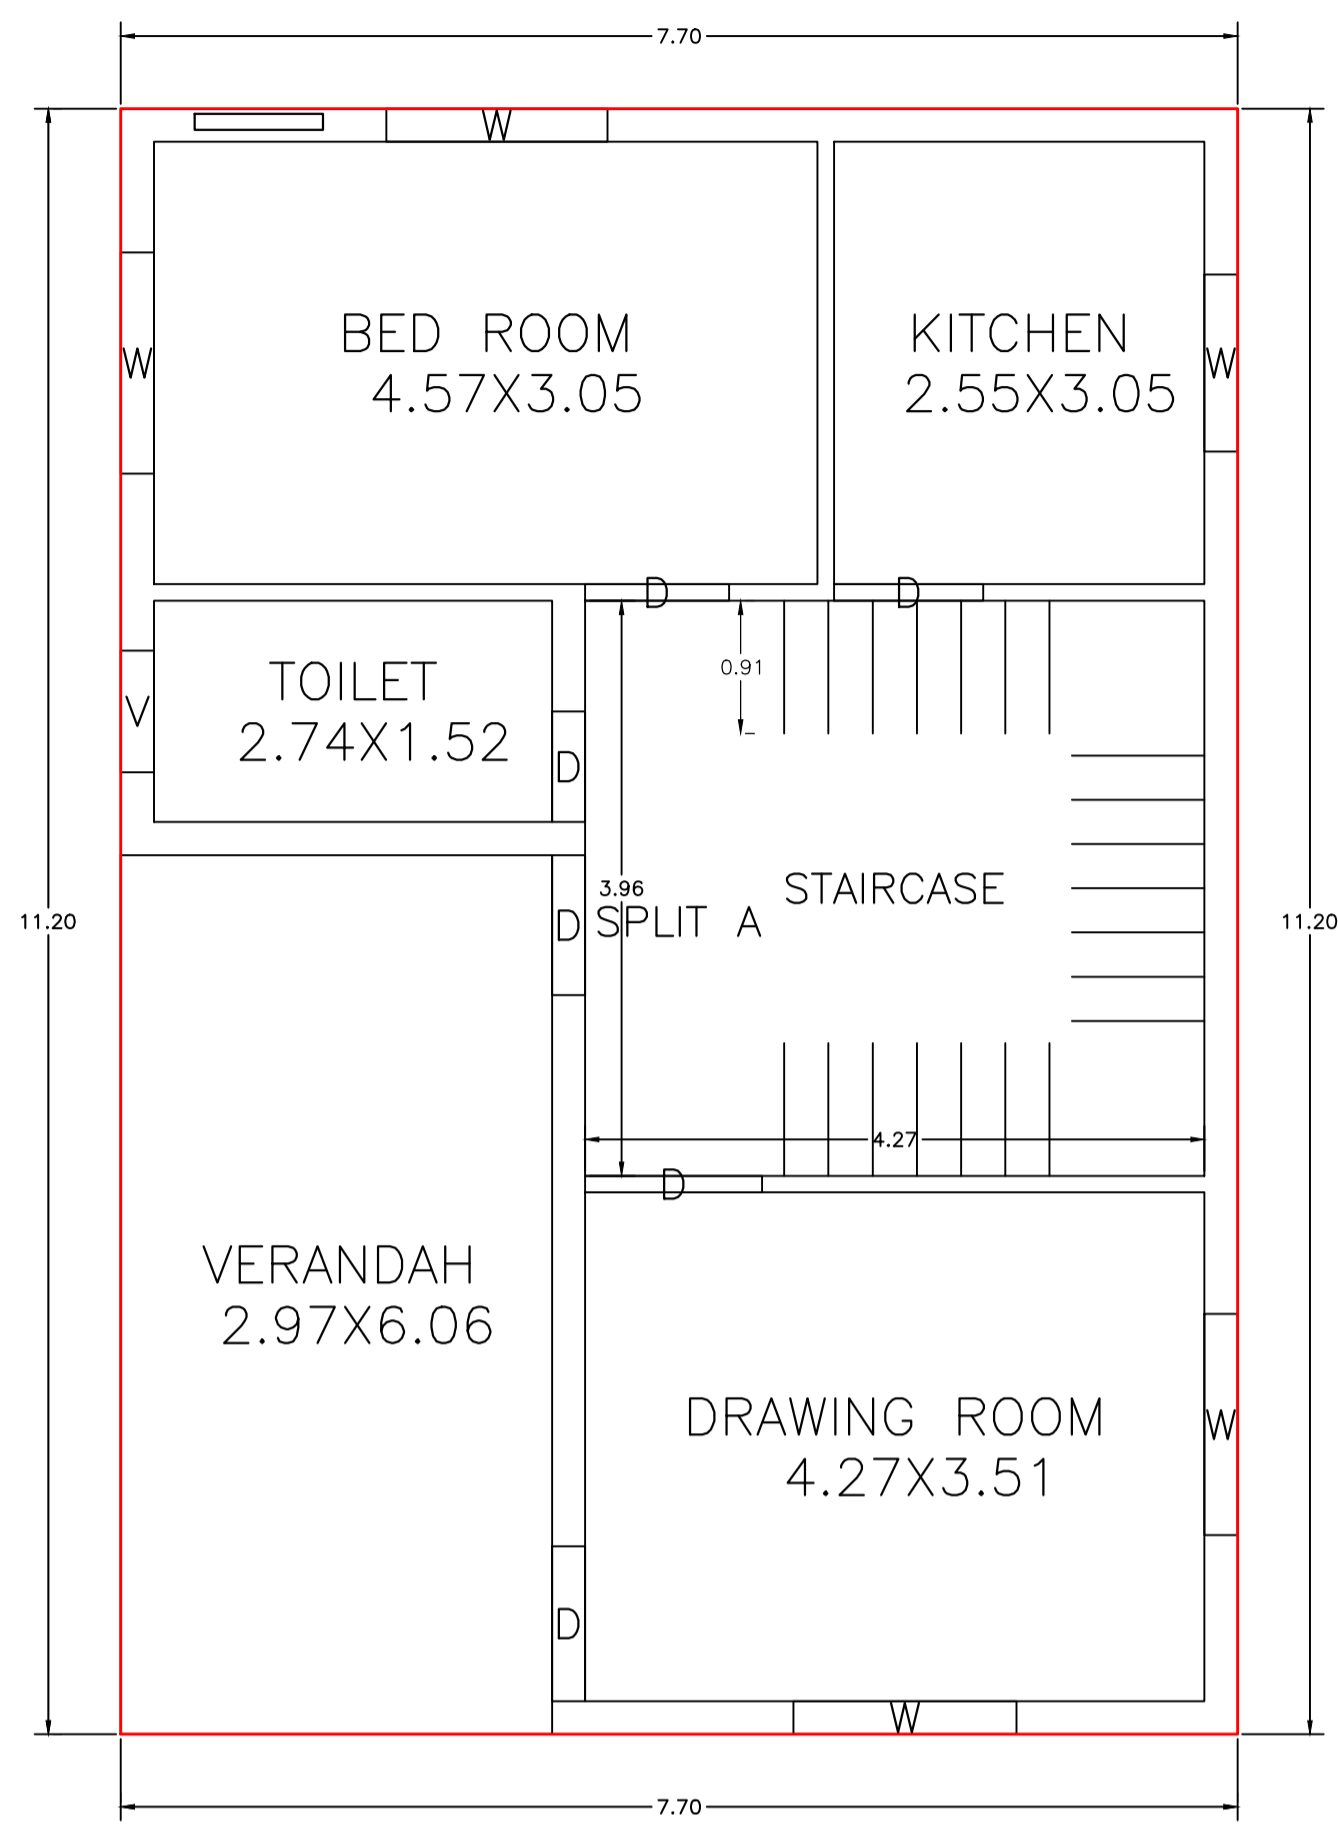 7.70
W
BED ROOM
4.57X3.05
KITCHEN
2.55X3.05
W
W
D
D
0.91
TOILET
2.74X1.52
V
D
3.96
STAIRCASE
D
SPLIT A
11.20
11.20
4.27
D
VERANDAH
2.97X6.06
DRAWING ROOM
4.27X3.51
W
D
W
7.70